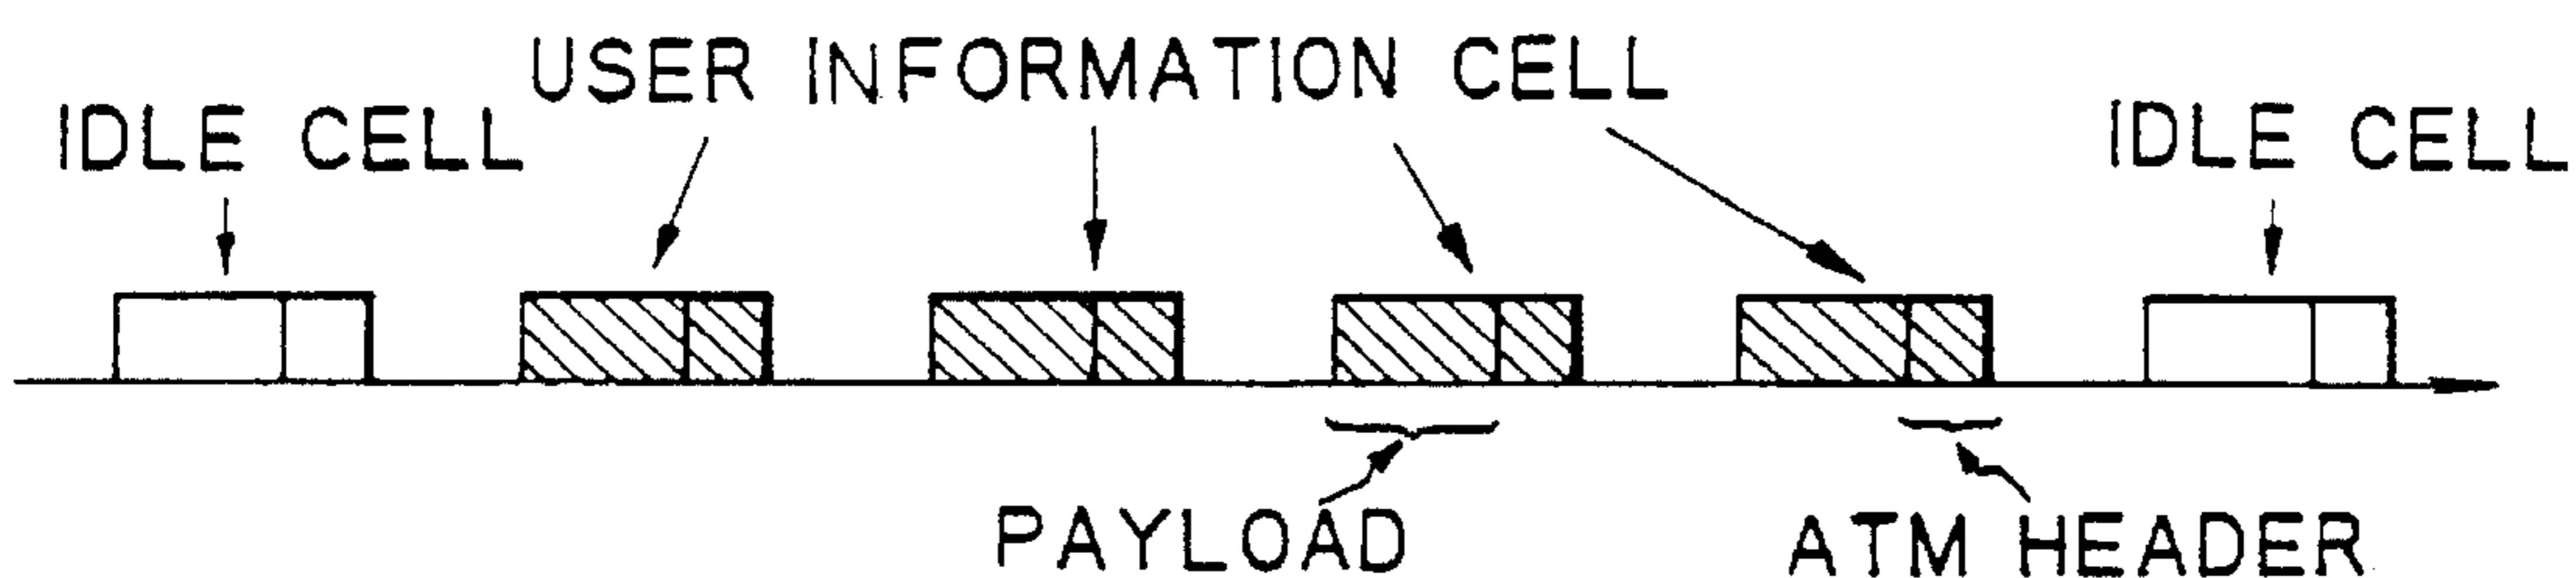 USER INFORMATION CELL
IDLE CELL
IDLE CELL
PAYLOAD
ATM HEADER